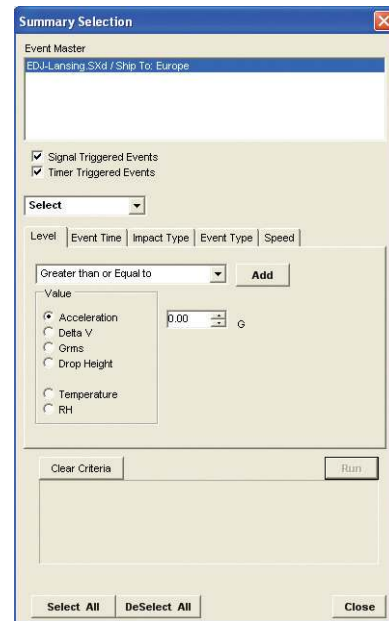 Summary Selection
Event Master
EDJ-Lansing.SXd / Ship To: Europe
Signal Triggered Events
Timer Triggered Events
Select
Level Event Time Impact Type Event Type Speed
Greater than or Equal to Add
Value
Acceleration 0.00 G
Delta V
Grms
Drop Height
Temperature
RH
Clear Criteria Run
Select All DeSelect All Close